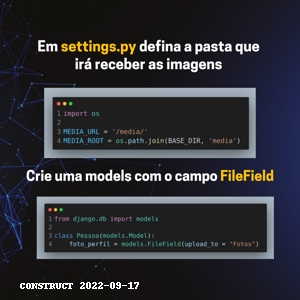 Em settings.py defina a pasta que
irá receber as imagens
1 import os
2
3 MEDIA_URL = '/media/'
4 MEDIA_ROOT = os.path.join(BASE_DIR, 'media')
Crie uma models com o campo FileField
1 from django.db import models
2
3 class Pessoa(models.Model):
4 foto_perfil = models.FileField(upload_to = "Fotos")
CONSTRUCT 2022-09-17